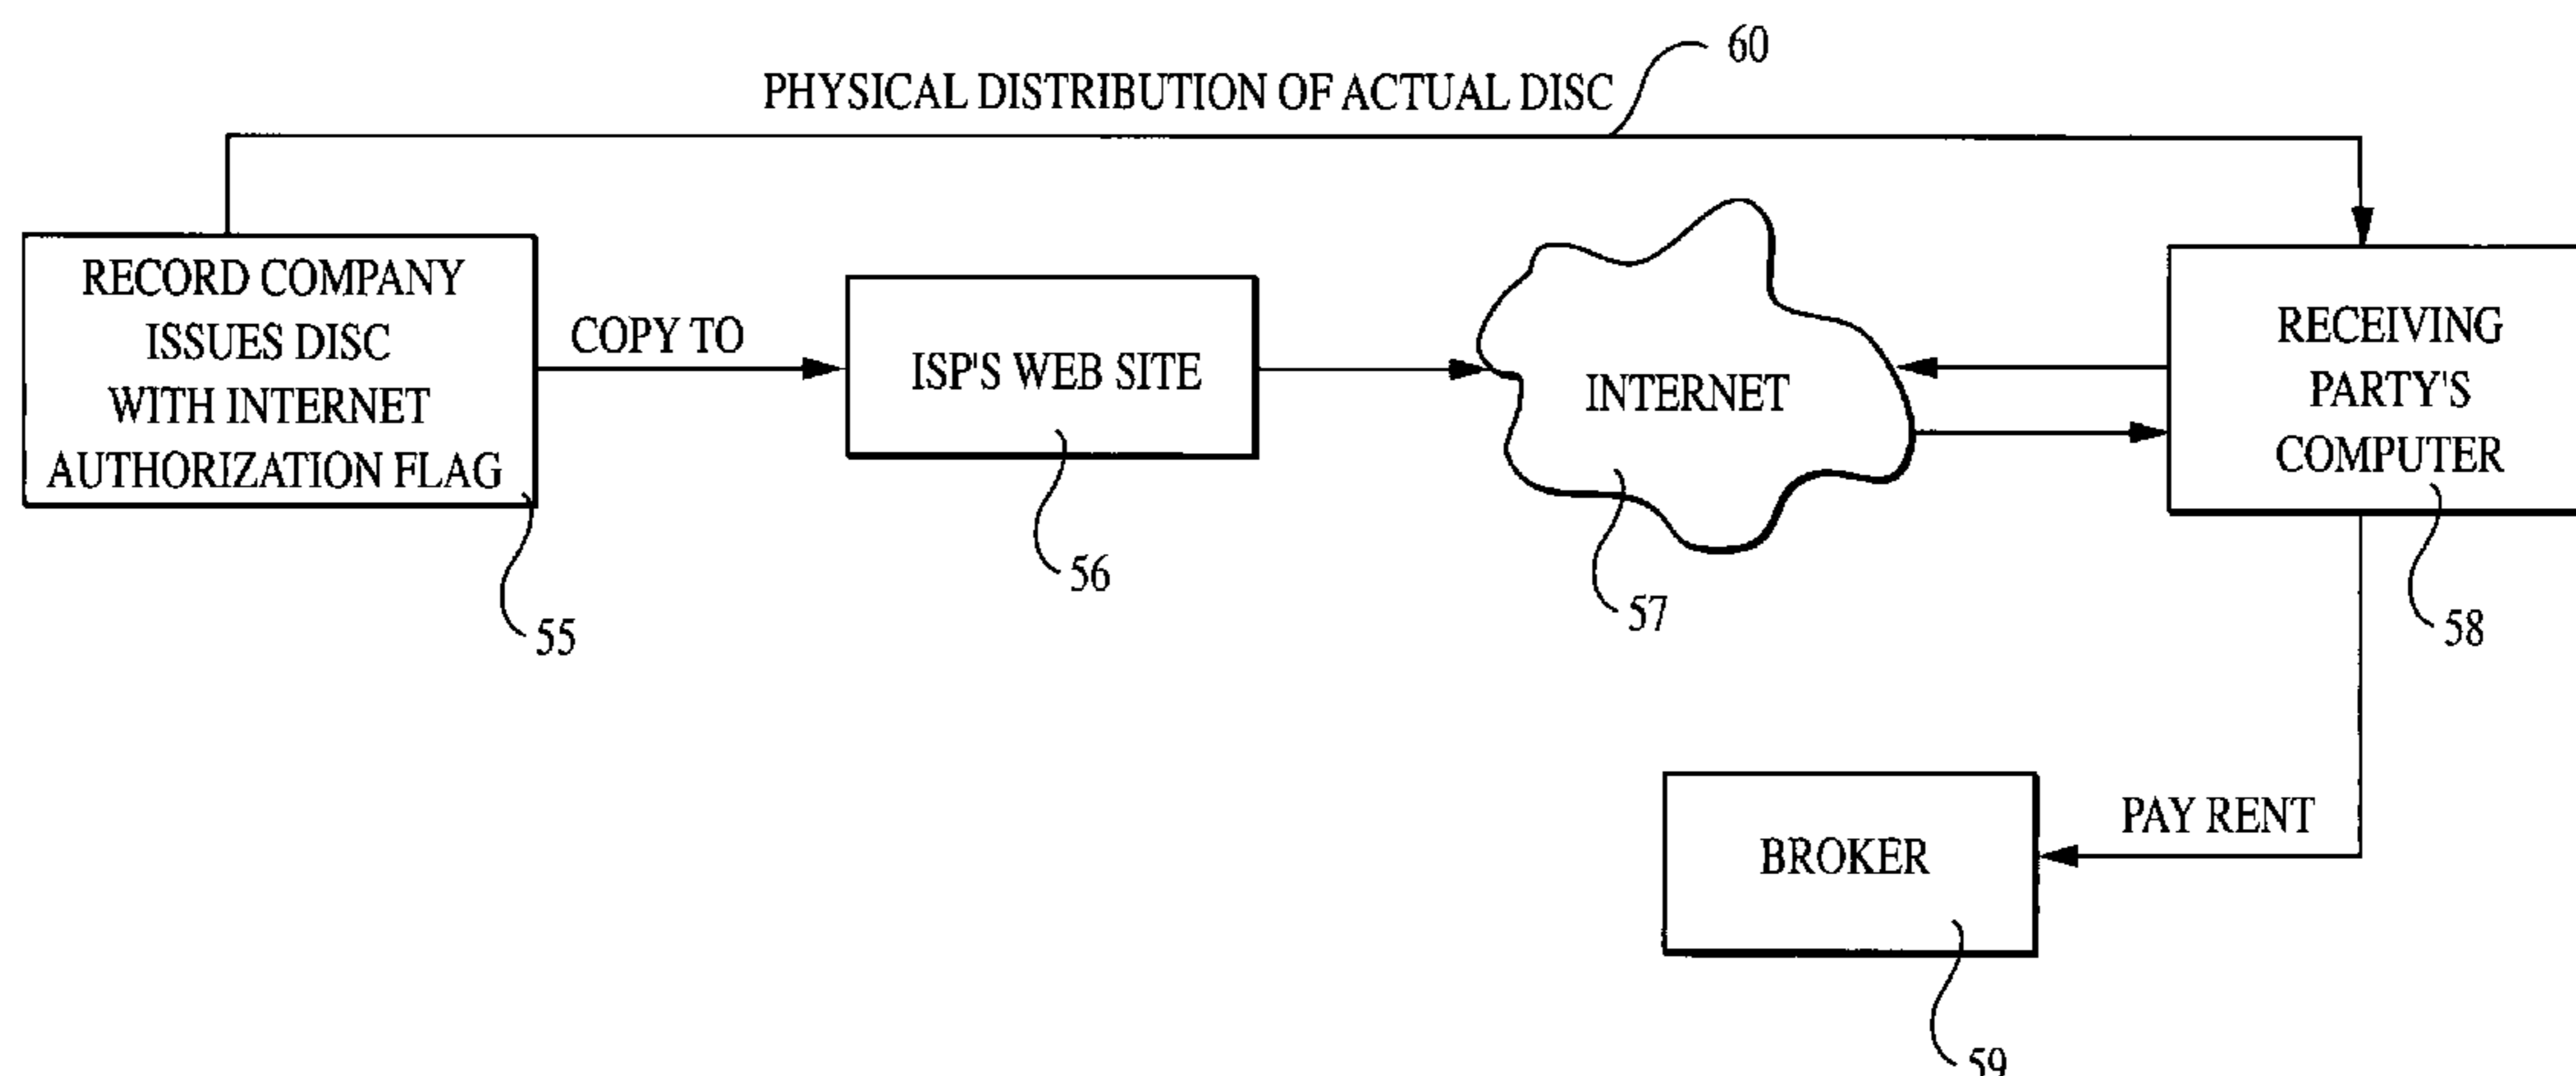 60
PHYSICAL DISTRIBUTION OF ACTUAL DISC
RECORD COMPANY
ISSUES DISC
WITH INTERNET
AUTHORIZATION FLAG
55
COPY TO
ISP'S WEB SITE
56
INTERNET
57
RECEIVING
PARTY'S
COMPUTER
58
PAY RENT
BROKER
59